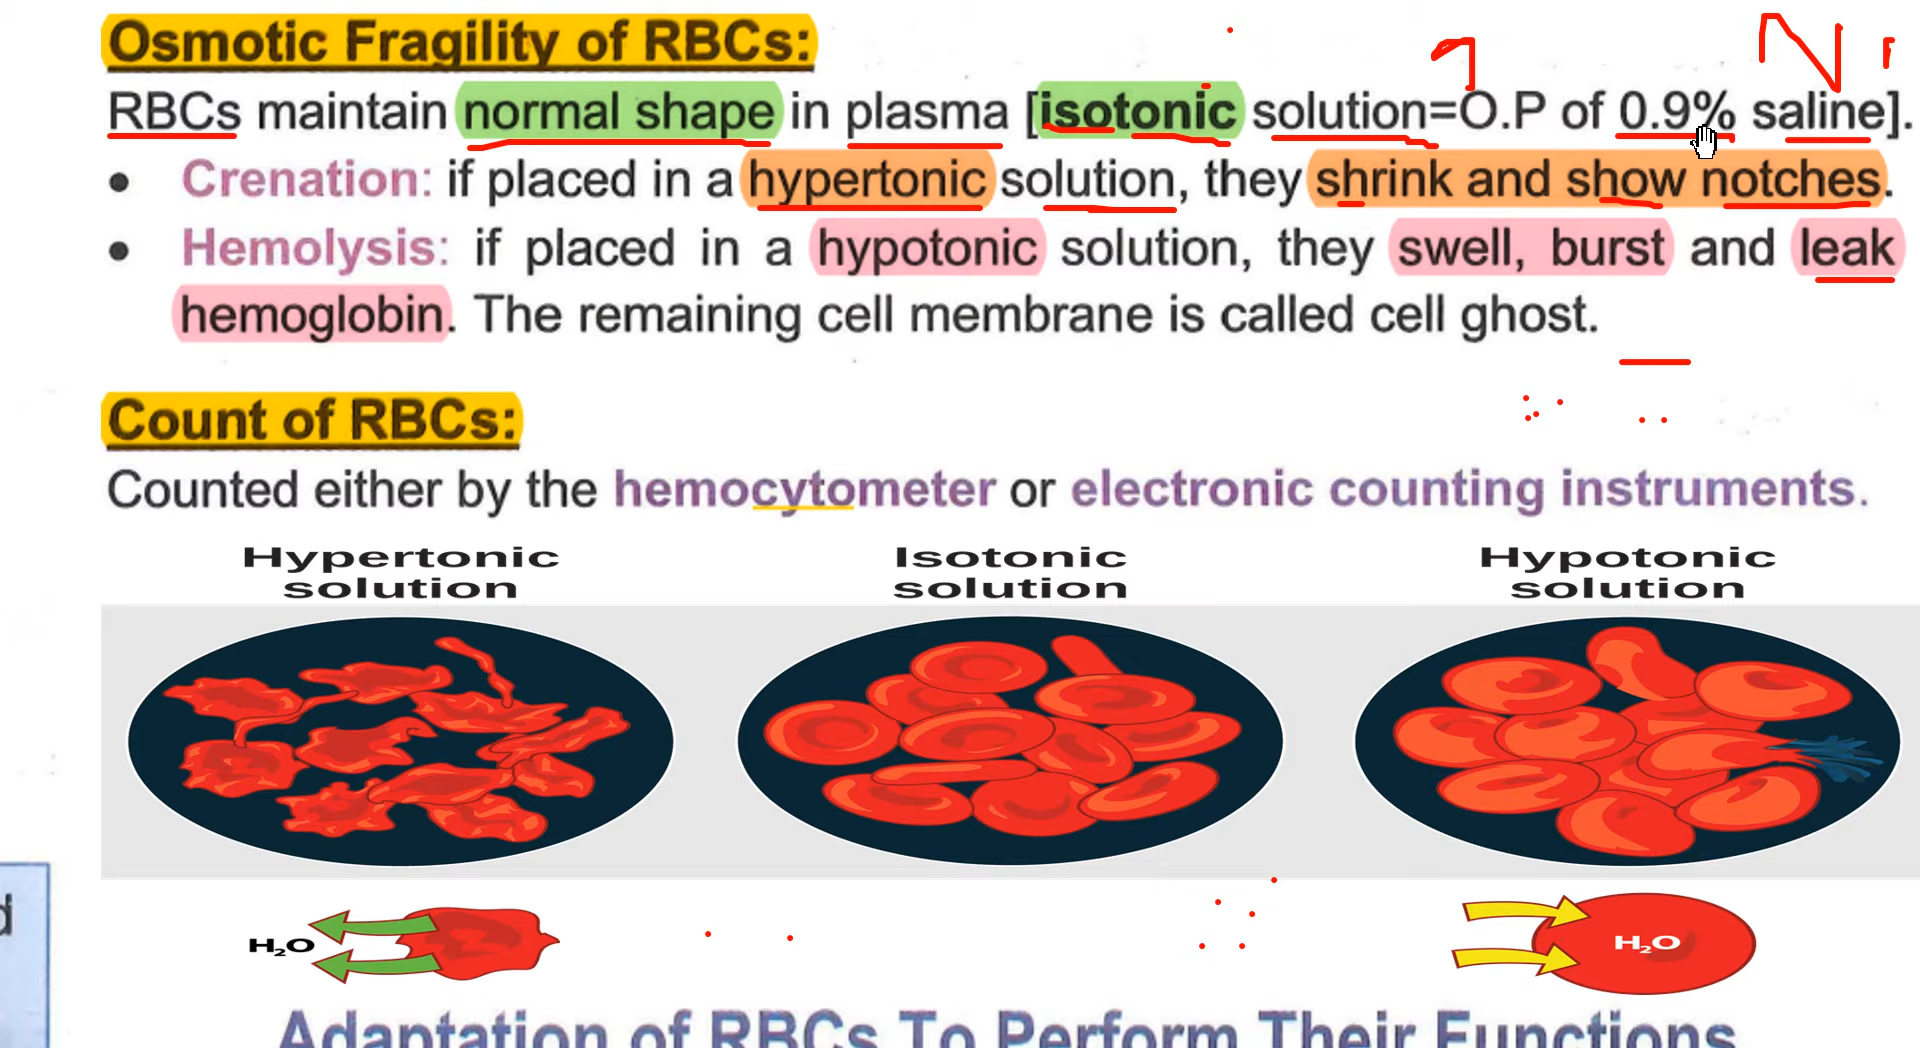 Osmotic Fragility of RBCs:
RBCs maintain normal shape in plasma [isotonic solution=O.P of 0.9% saline].
• Crenation: if placed in a hypertonic solution, they shrink and show notches.
• Hemolysis: if placed in a hypotonic solution, they swell, burst and leak
hemoglobin. The remaining cell membrane is called cell ghost.
Count of RBCs:
Counted either by the hemocytometer or electronic counting instruments.
Hypertonic
solution
Isotonic
solution
Hypotonic
solution
H₂O
H₂O
Adaptation of RBCs To Perform Their Functions